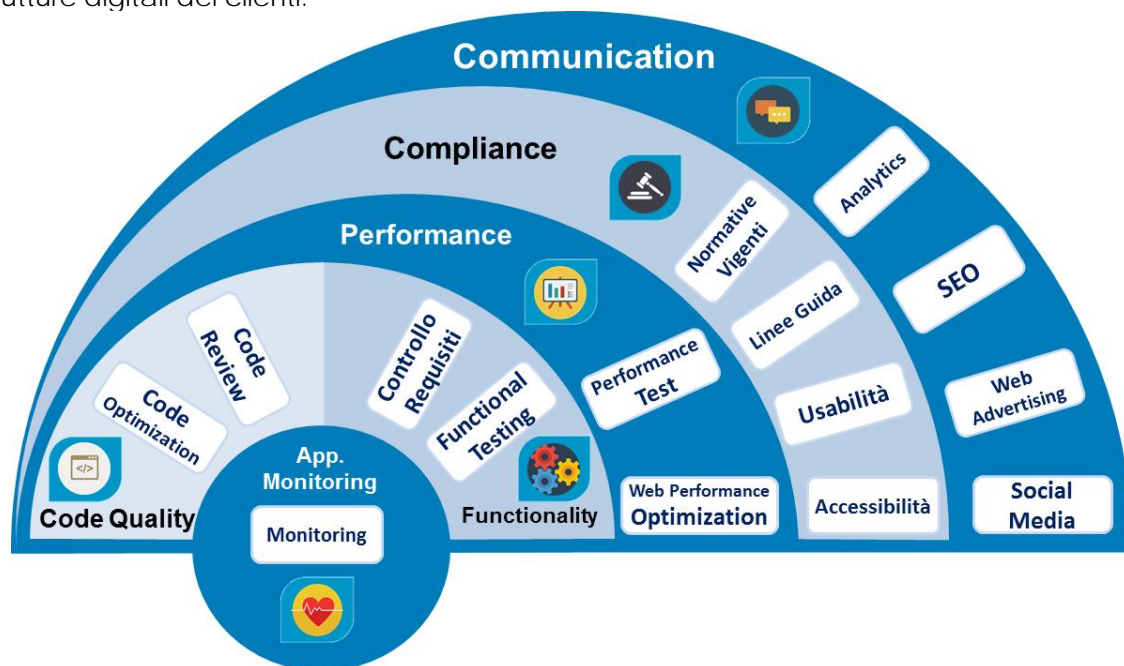 digitali dei clienti.
Communication
Analytics
SEO
Web
Advertising
Social
Media
Compliance
Normative
Vigenti
Linee Guida
Usabilità
Accessibilità
Performance
Performance
Test
Web Performance
Optimization
Code
Review
Code
Optimization
Code Quality
Controllo
Requisiti
Functional
Testing
Functionality
App.
Monitoring
Monitoring